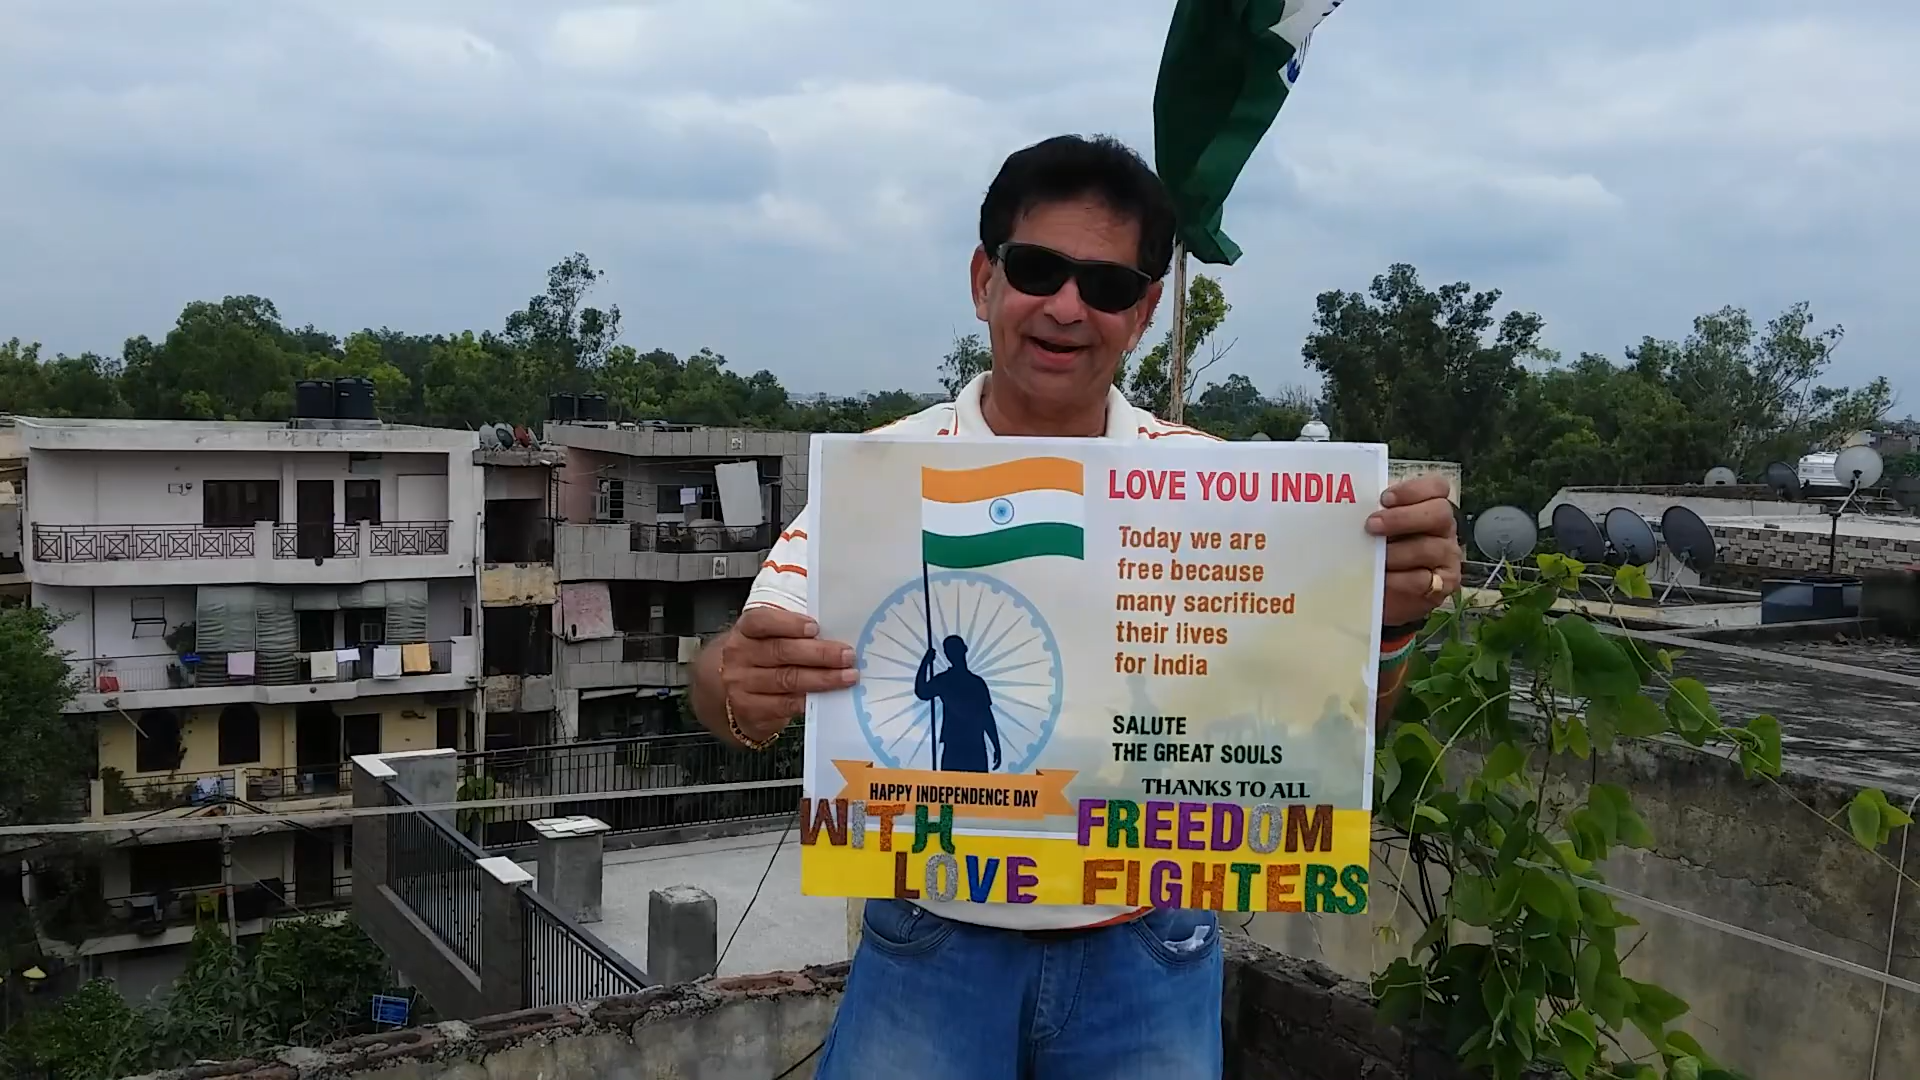 LOVE YOU INDIA
Today we are
free because
many sacrificed
their lives
for India
SALUTE
THE GREAT SOULS
THANKS TO ALL
HAPPY INDEPENDENCE DAY
WITH
LOVE
FREEDOM
FIGHTERS